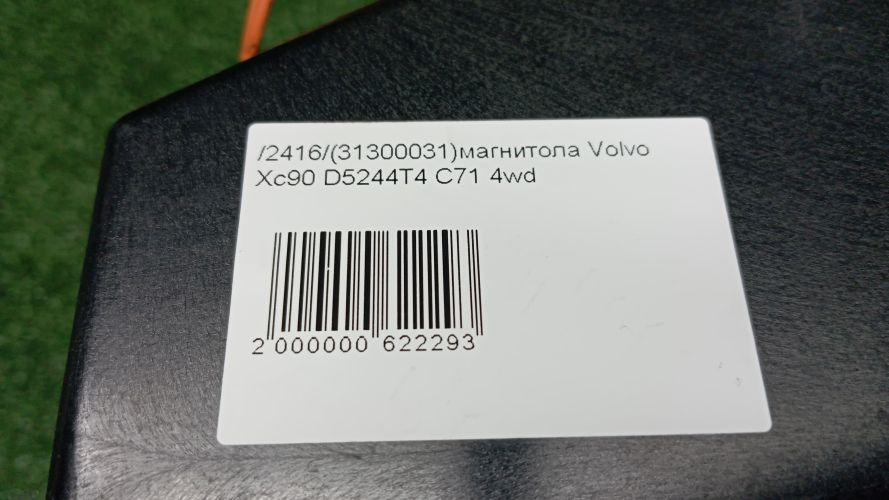 /2416/(31300031)магнитола Volvo
Xc90 D5244T4 C71 4wd
2 000000 622293